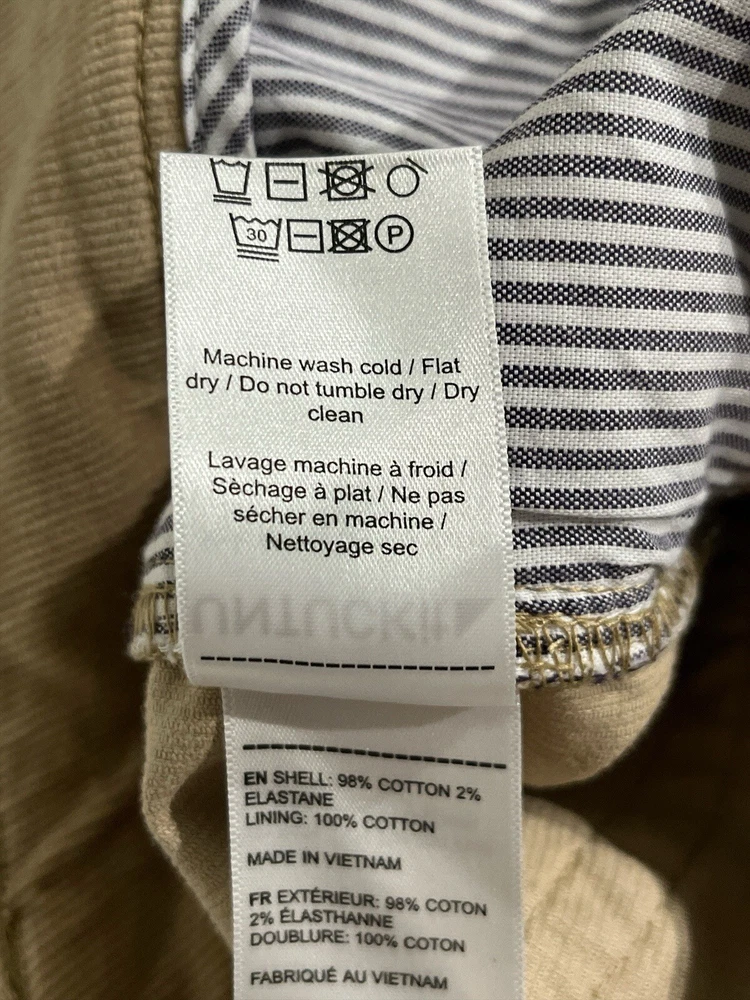 30
P
Machine wash cold / Flat
dry / Do not tumble dry / Dry
clean
Lavage machine à froid /
Sèchage à plat / Ne pas
sécher en machine /
Nettoyage sec
EN SHELL: 98% COTTON 2%
ELASTANE
LINING: 100% COTTON
MADE IN VIETNAM
FR EXTÉRIEUR: 98% COTON
2% ÉLASTHANNE
DOUBLURE: 100% COTON
FABRIQUÉ AU VIETNAM